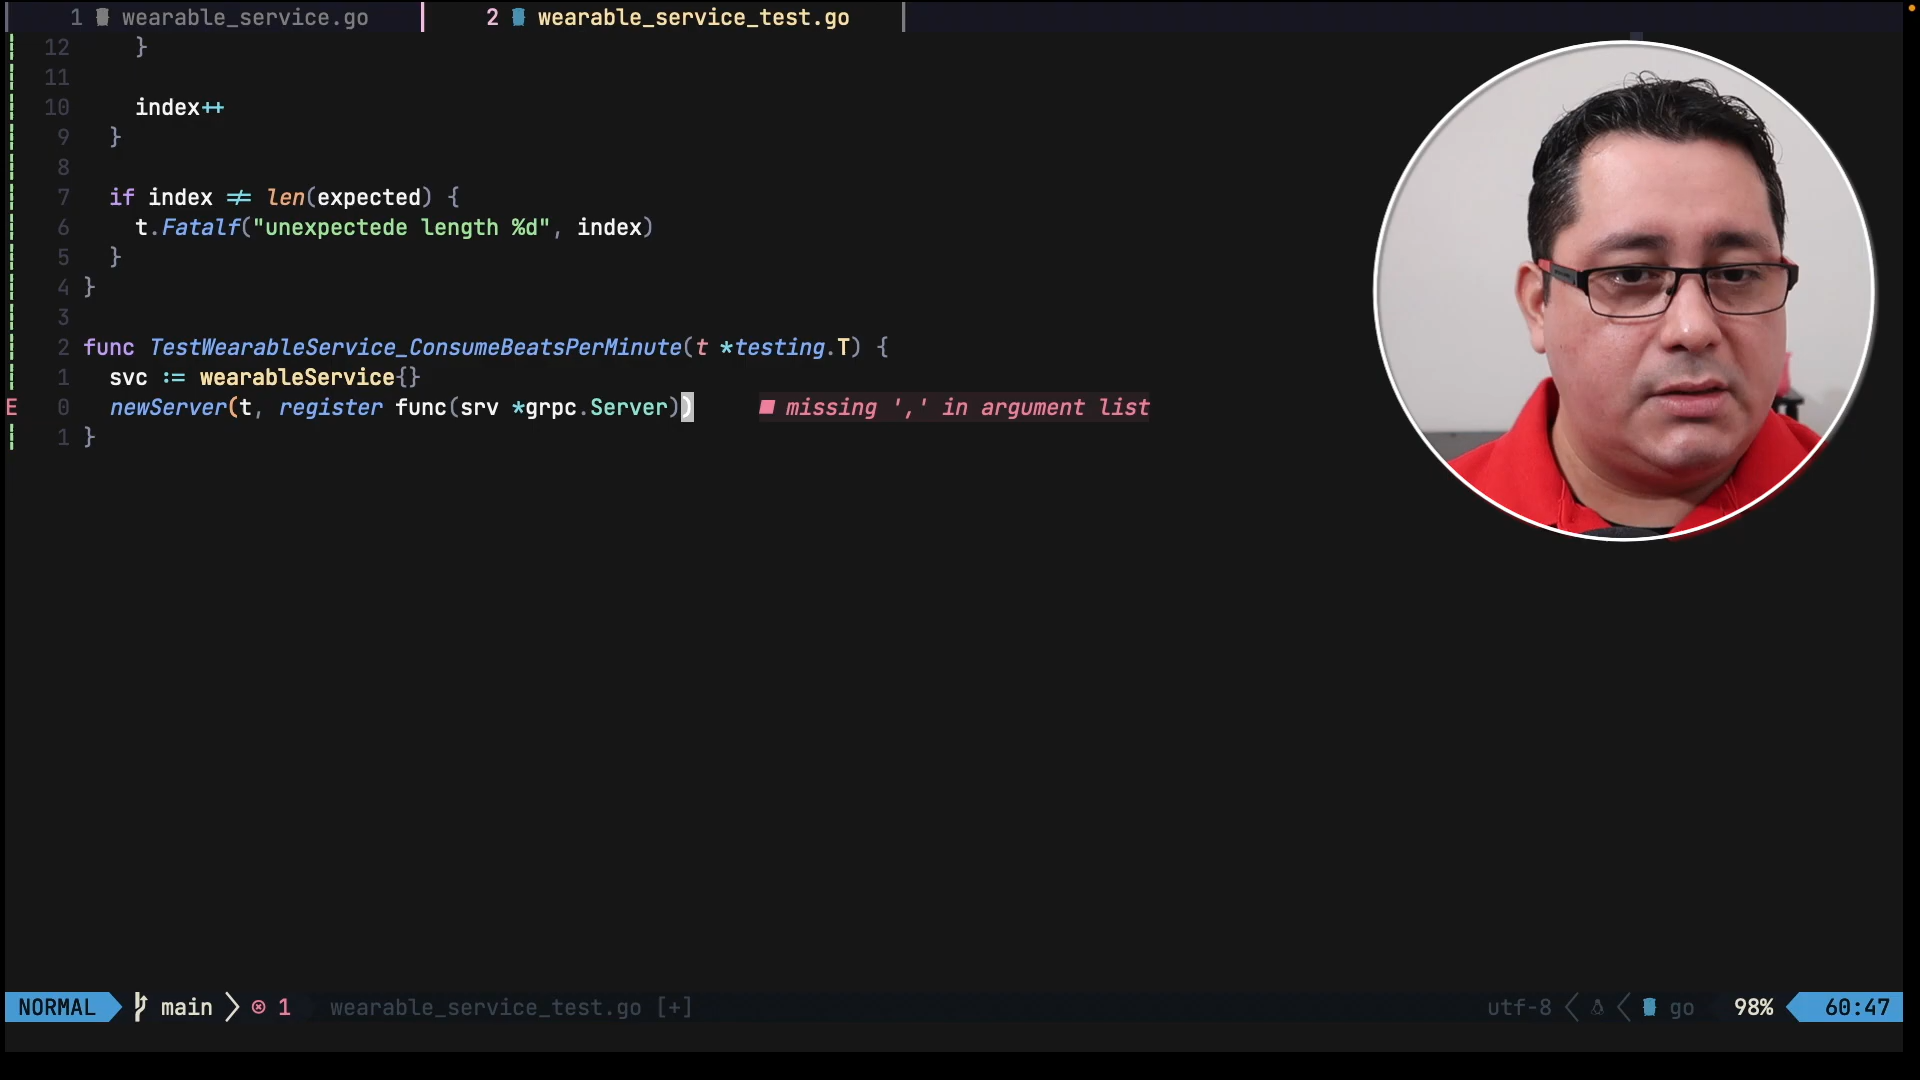 1 wearable_service.go 2 wearable_service_test.go
12 }
11
10 index++
9 }
8
7 if index ≠ len(expected) {
6 t.Fatalf("unexpectede length %d", index)
5 }
4 }
3
2 func TestWearableService_ConsumeBeatsPerMinute(t *testing.T) {
1 svc := wearableService{}
E 0 newServer(t, register func(srv *grpc.Server)) ■ missing ',' in argument list
1 }
NORMAL main 1 wearable_service_test.go [+] utf-8 go 98% 60:47